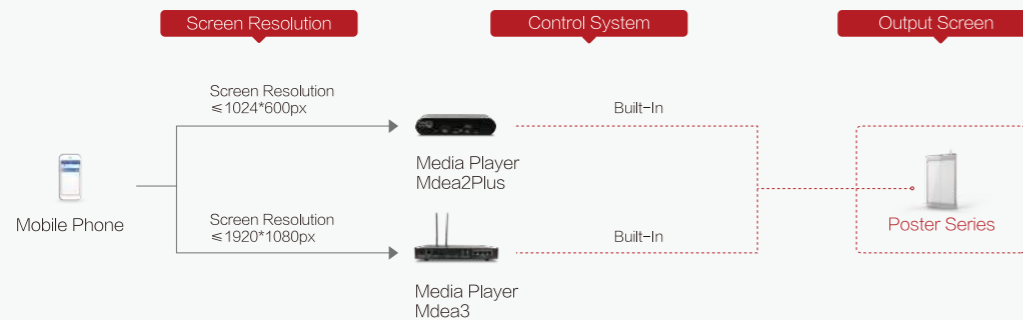 Screen Resolution
Control System
Output Screen
Screen Resolution
≤1024*600px
Built-In
Media Player
Mdea2Plus
Mobile Phone
Screen Resolution
≤1920*1080px
Built-In
Poster Series
Media Player
Mdea3